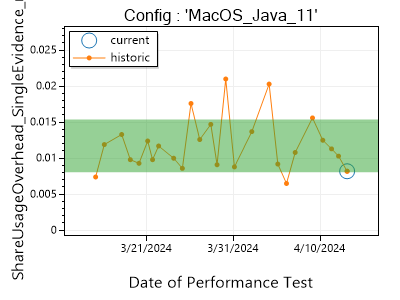 Config : 'MacOS_Java_11'
ShareUsageOverhead_SingleEvidence_
current
historic
0.025
0.02
0.015
0.01
0.005
0
3/21/2024
3/31/2024
4/10/2024
Date of Performance Test